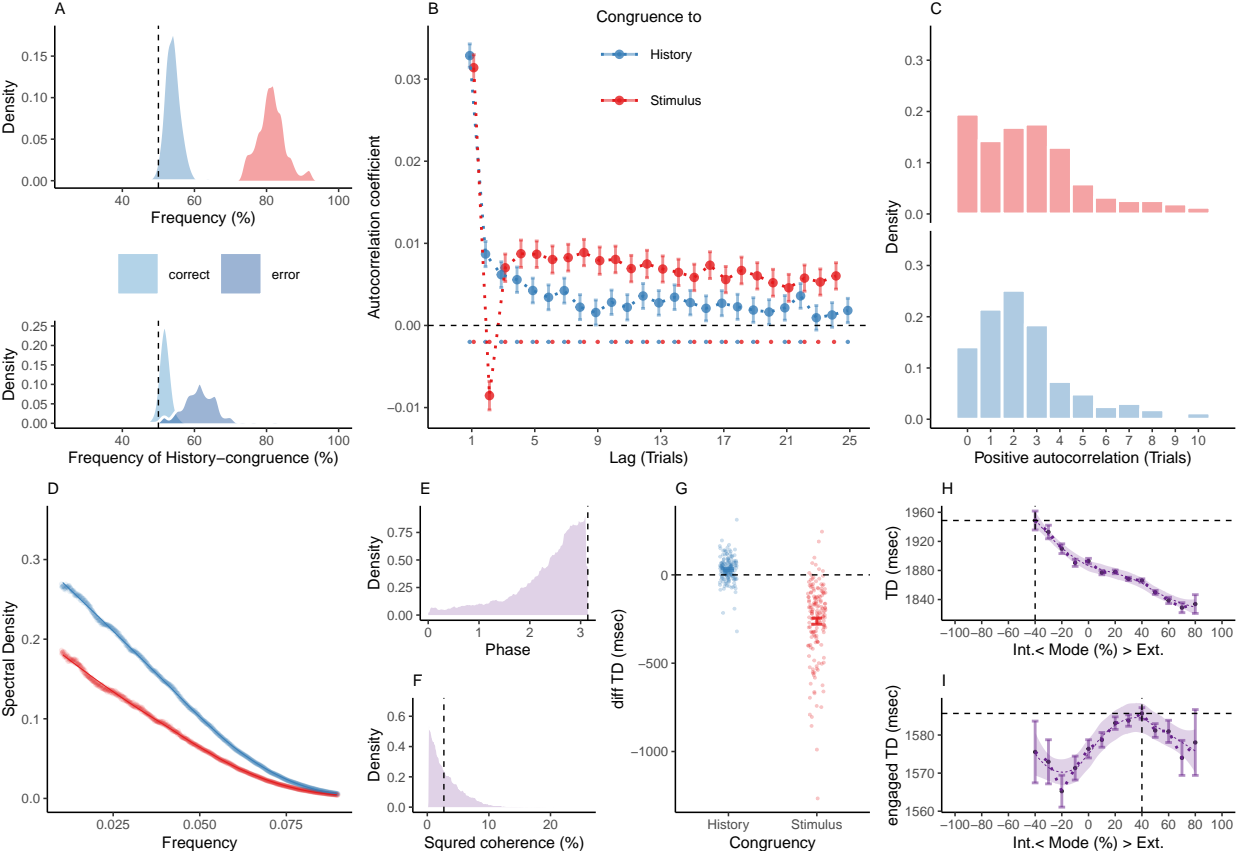 A
Density
0.15
0.10
0.05
0.00
40 60 80 100
Frequency (%)
correct error
Density
0.25
0.20
0.15
0.10
0.05
0.00
40 60 80 100
Frequency of History−congruence (%)
B
Congruence to
History
Stimulus
Autocorrelation coefficient
0.03
0.02
0.01
0.00
−0.01
1 5 9 13 17 21 25
Lag (Trials)
C
Density
0.3
0.2
0.1
0.0
0.3
0.2
0.1
0.0
0 1 2 3 4 5 6 7 8 9 10
Positive autocorrelation (Trials)
D
Spectral Density
0.3
0.2
0.1
0.0
0.025 0.050 0.075
Frequency
E
Density
0.75
0.50
0.25
0.00
0 1 2 3
Phase
F
Density
0.6
0.4
0.2
0.0
0 10 20
Squred coherence (%)
G
diff TD (msec)
0
−500
−1000
History Stimulus
Congruency
H
TD (msec)
1960
1920
1880
1840
−100 −80 −60 −40 −20 0 20 40 60 80 100
Int.< Mode (%) > Ext.
I
engaged TD (msec)
1580
1570
1560
−100 −80 −60 −40 −20 0 20 40 60 80 100
Int.< Mode (%) > Ext.